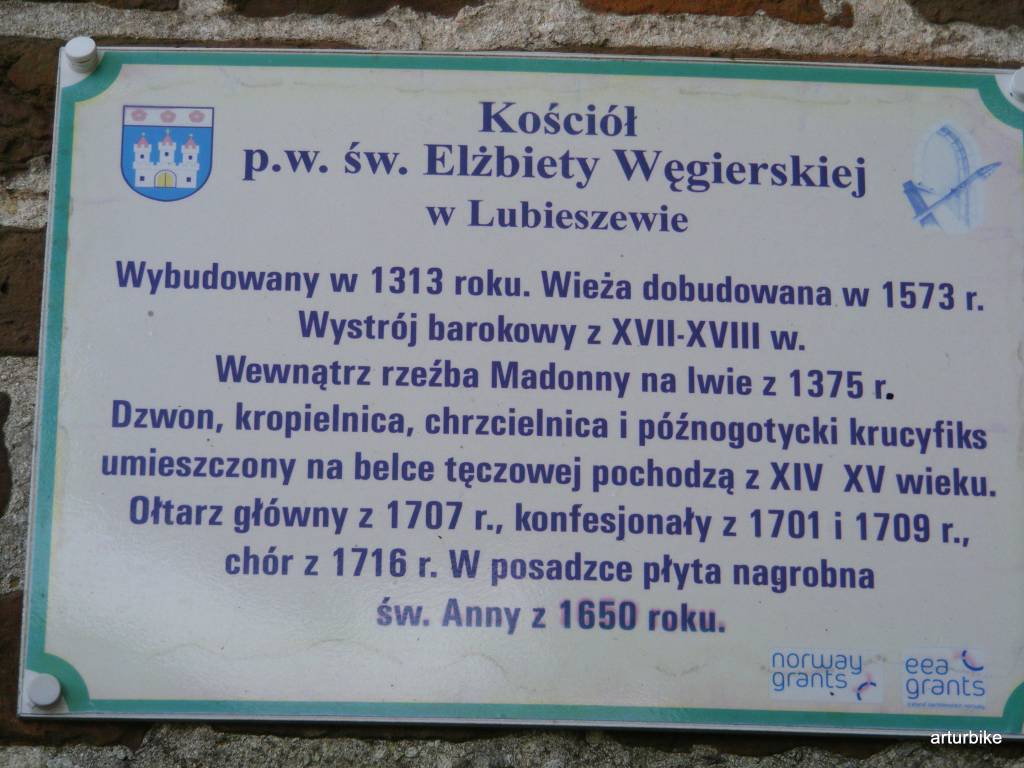 Kościół
p.w. św. Elżbiety Węgierskiej
w Lubieszewie
Wybudowany w 1313 roku. Wieża dobudowana w 1573 r.
Wystrój barokowy z XVII-XVIII w.
Wewnątrz rzeźba Madonny na lwie z 1375 r.
Dzwon, kropielnica, chrzcielnica i późnogotycki krucyfiks
umieszczony na belce tęczowej pochodzą z XIV XV wieku.
Ołtarz główny z 1707 r., konfesjonały z 1701 i 1709 r.,
chór z 1716 r. W posadzce płyta nagrobna
św. Anny z 1650 roku.
norway
grants
eea
grants
arturbike